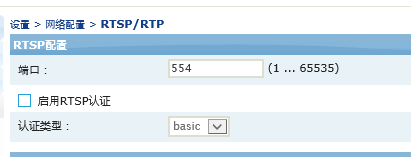 设置 > 网络配置 > RTSP/RTP
RTSP配置
端口： 554 (1 ... 65535)
启用RTSP认证
认证类型： basic